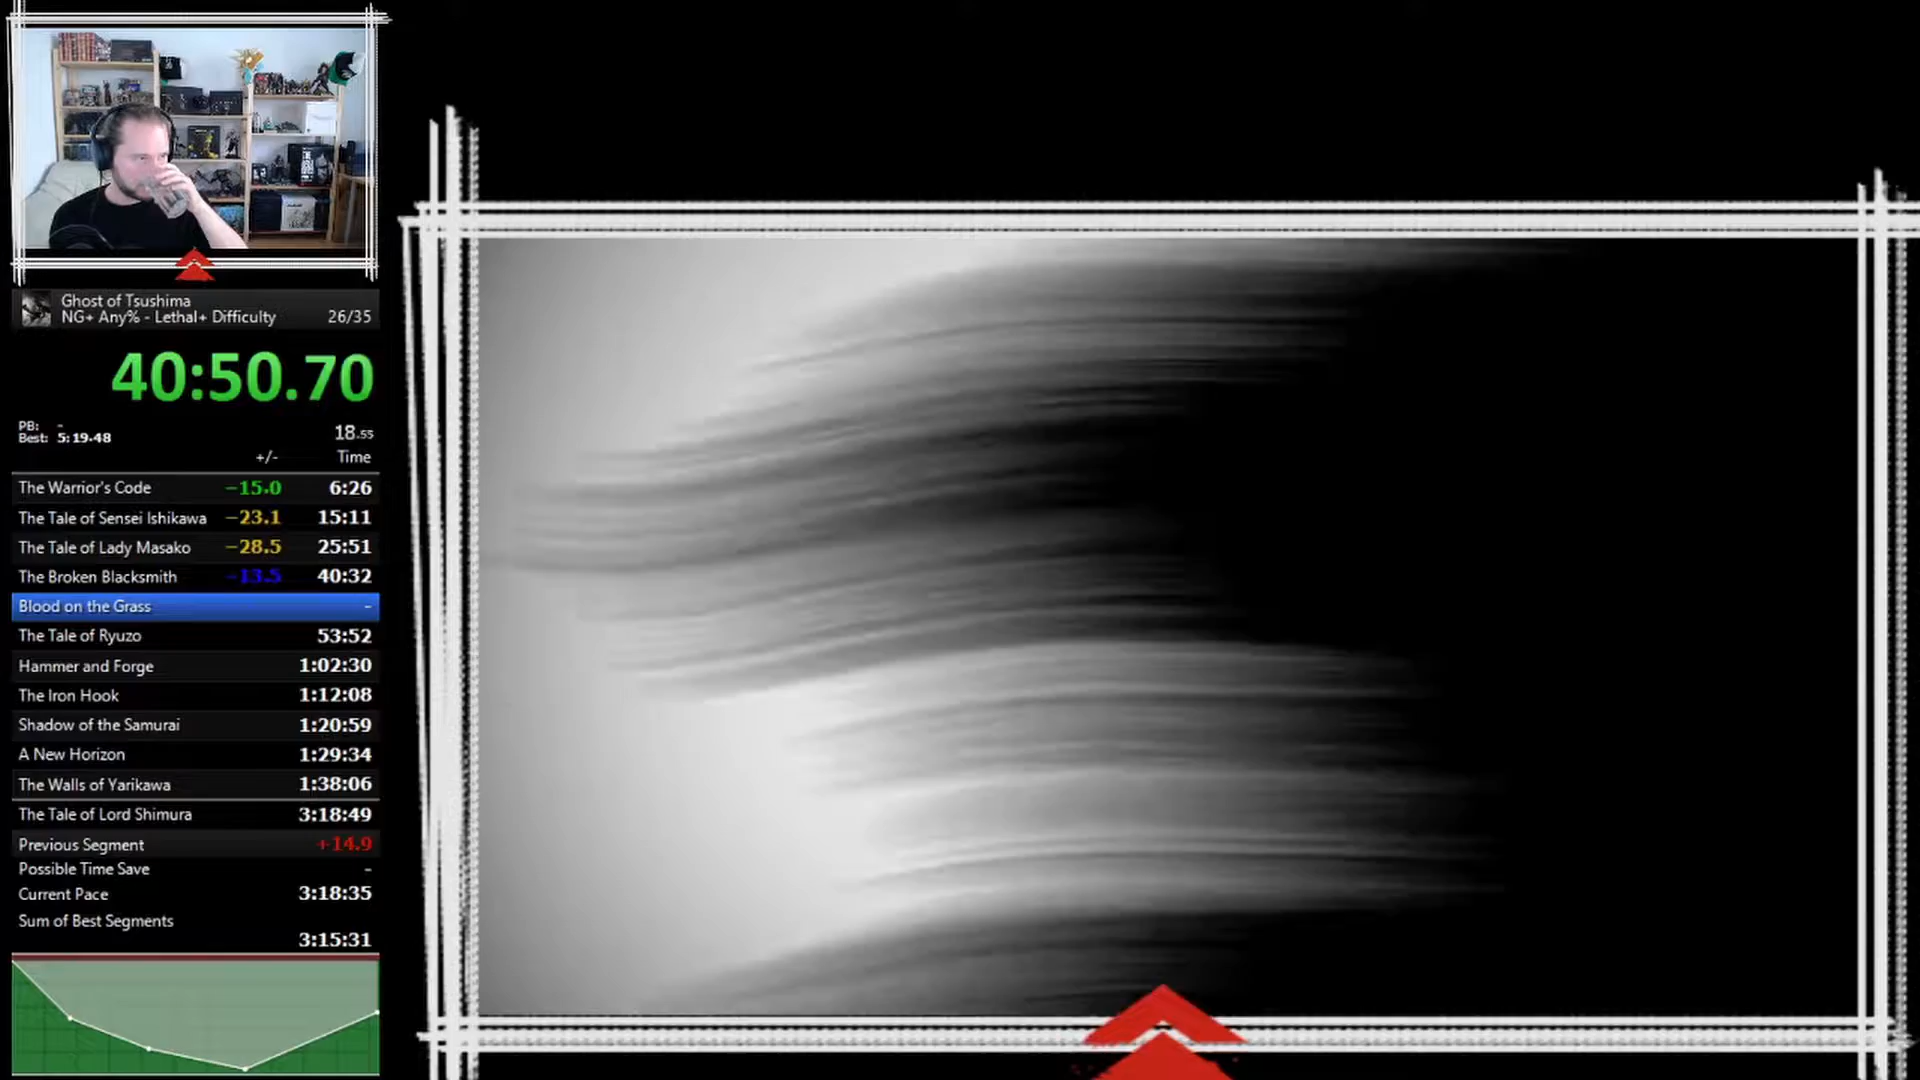 Ghost of Tsushima
NG+ Any% - Lethal+ Difficulty 26/35
40:50.70
PB: -
Best: 5:19.48
18.55
+/- Time
The Warrior's Code −15.0 6:26
The Tale of Sensei Ishikawa −23.1 15:11
The Tale of Lady Masako −28.5 25:51
The Broken Blacksmith −13.5 40:32
Blood on the Grass -
The Tale of Ryuzo 53:52
Hammer and Forge 1:02:30
The Iron Hook 1:12:08
Shadow of the Samurai 1:20:59
A New Horizon 1:29:34
The Walls of Yarikawa 1:38:06
The Tale of Lord Shimura 3:18:49
Previous Segment +14.9
Possible Time Save -
Current Pace 3:18:35
Sum of Best Segments
3:15:31